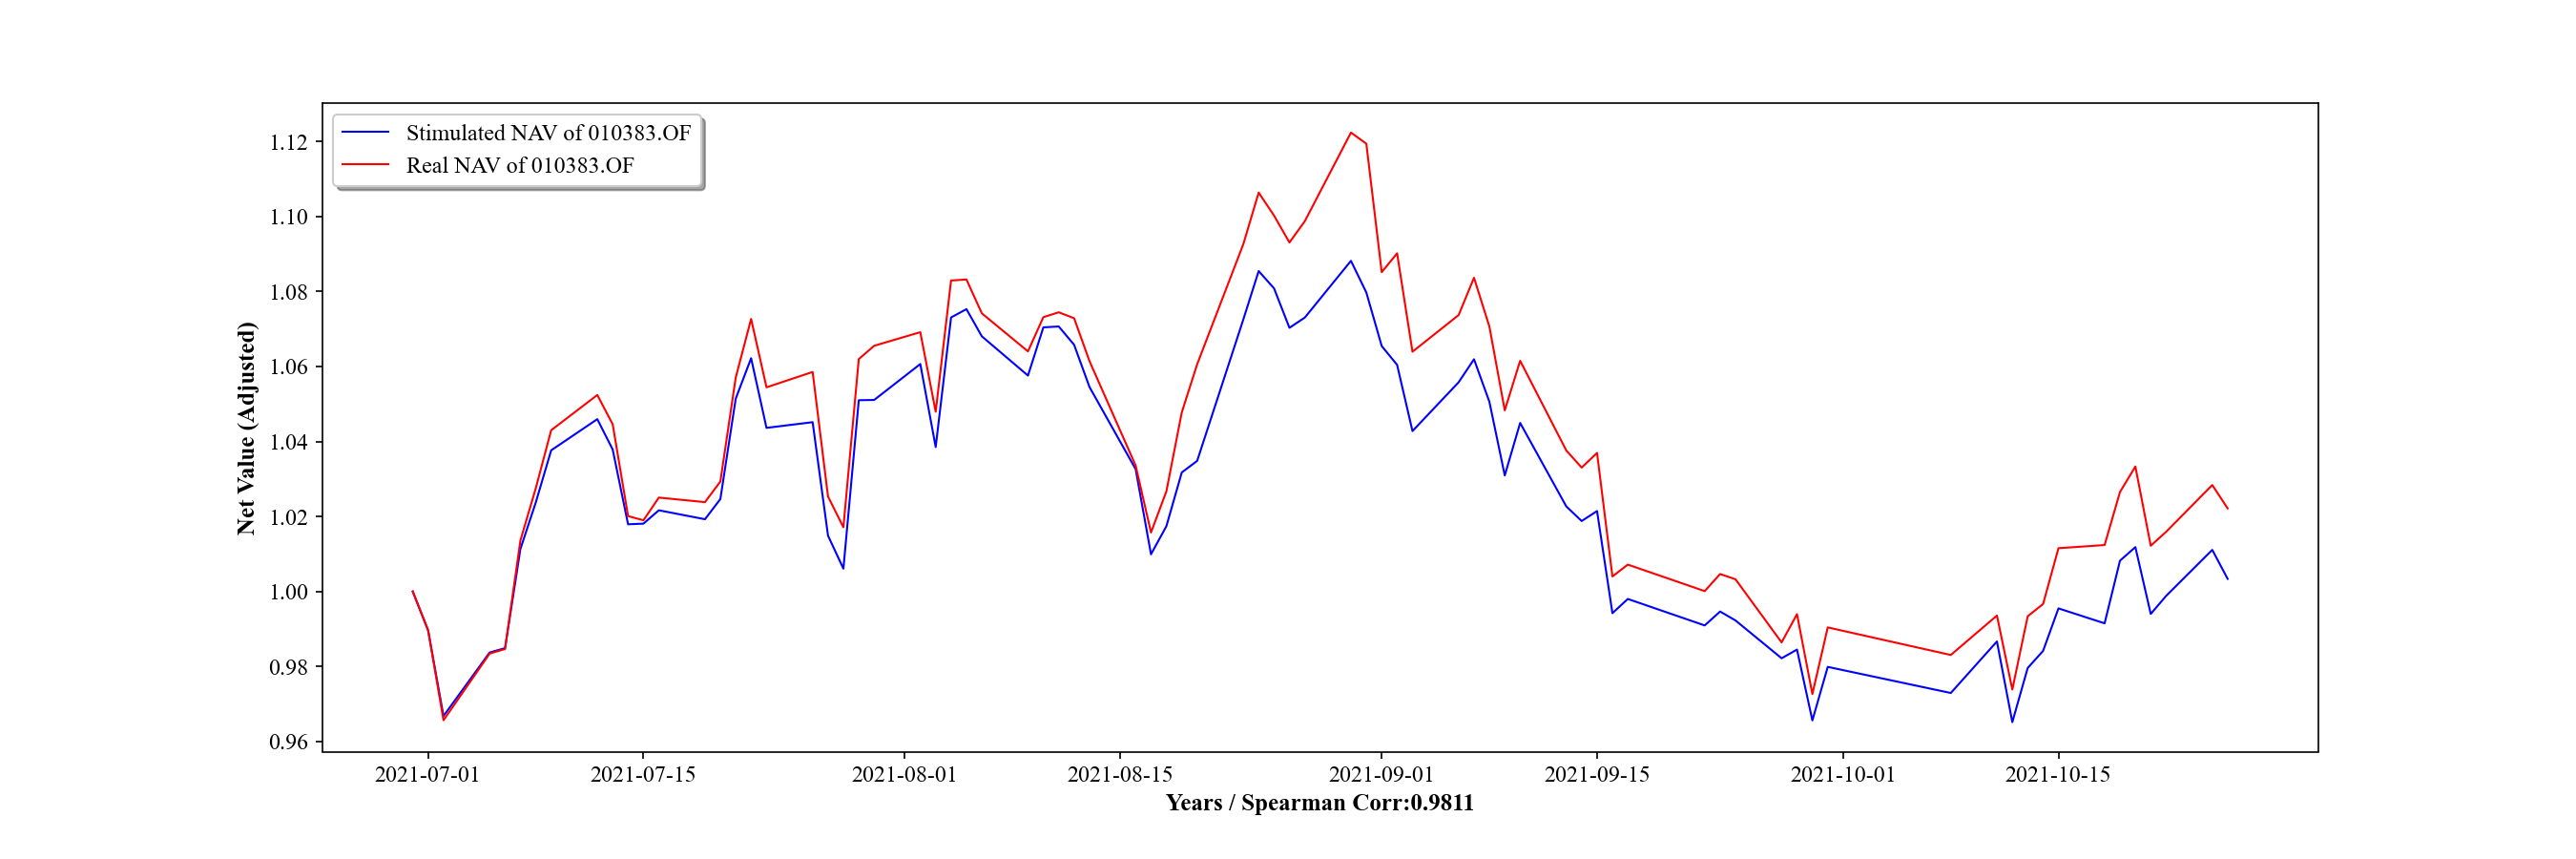 Stimulated NAV of 010383.OF
Real NAV of 010383.OF
1.12
1.10
1.08
1.06
1.04
1.02
1.00
0.98
0.96
Net Value (Adjusted)
2021-07-01 2021-07-15 2021-08-01 2021-08-15 2021-09-01 2021-09-15 2021-10-01 2021-10-15
Years / Spearman Corr:0.9811